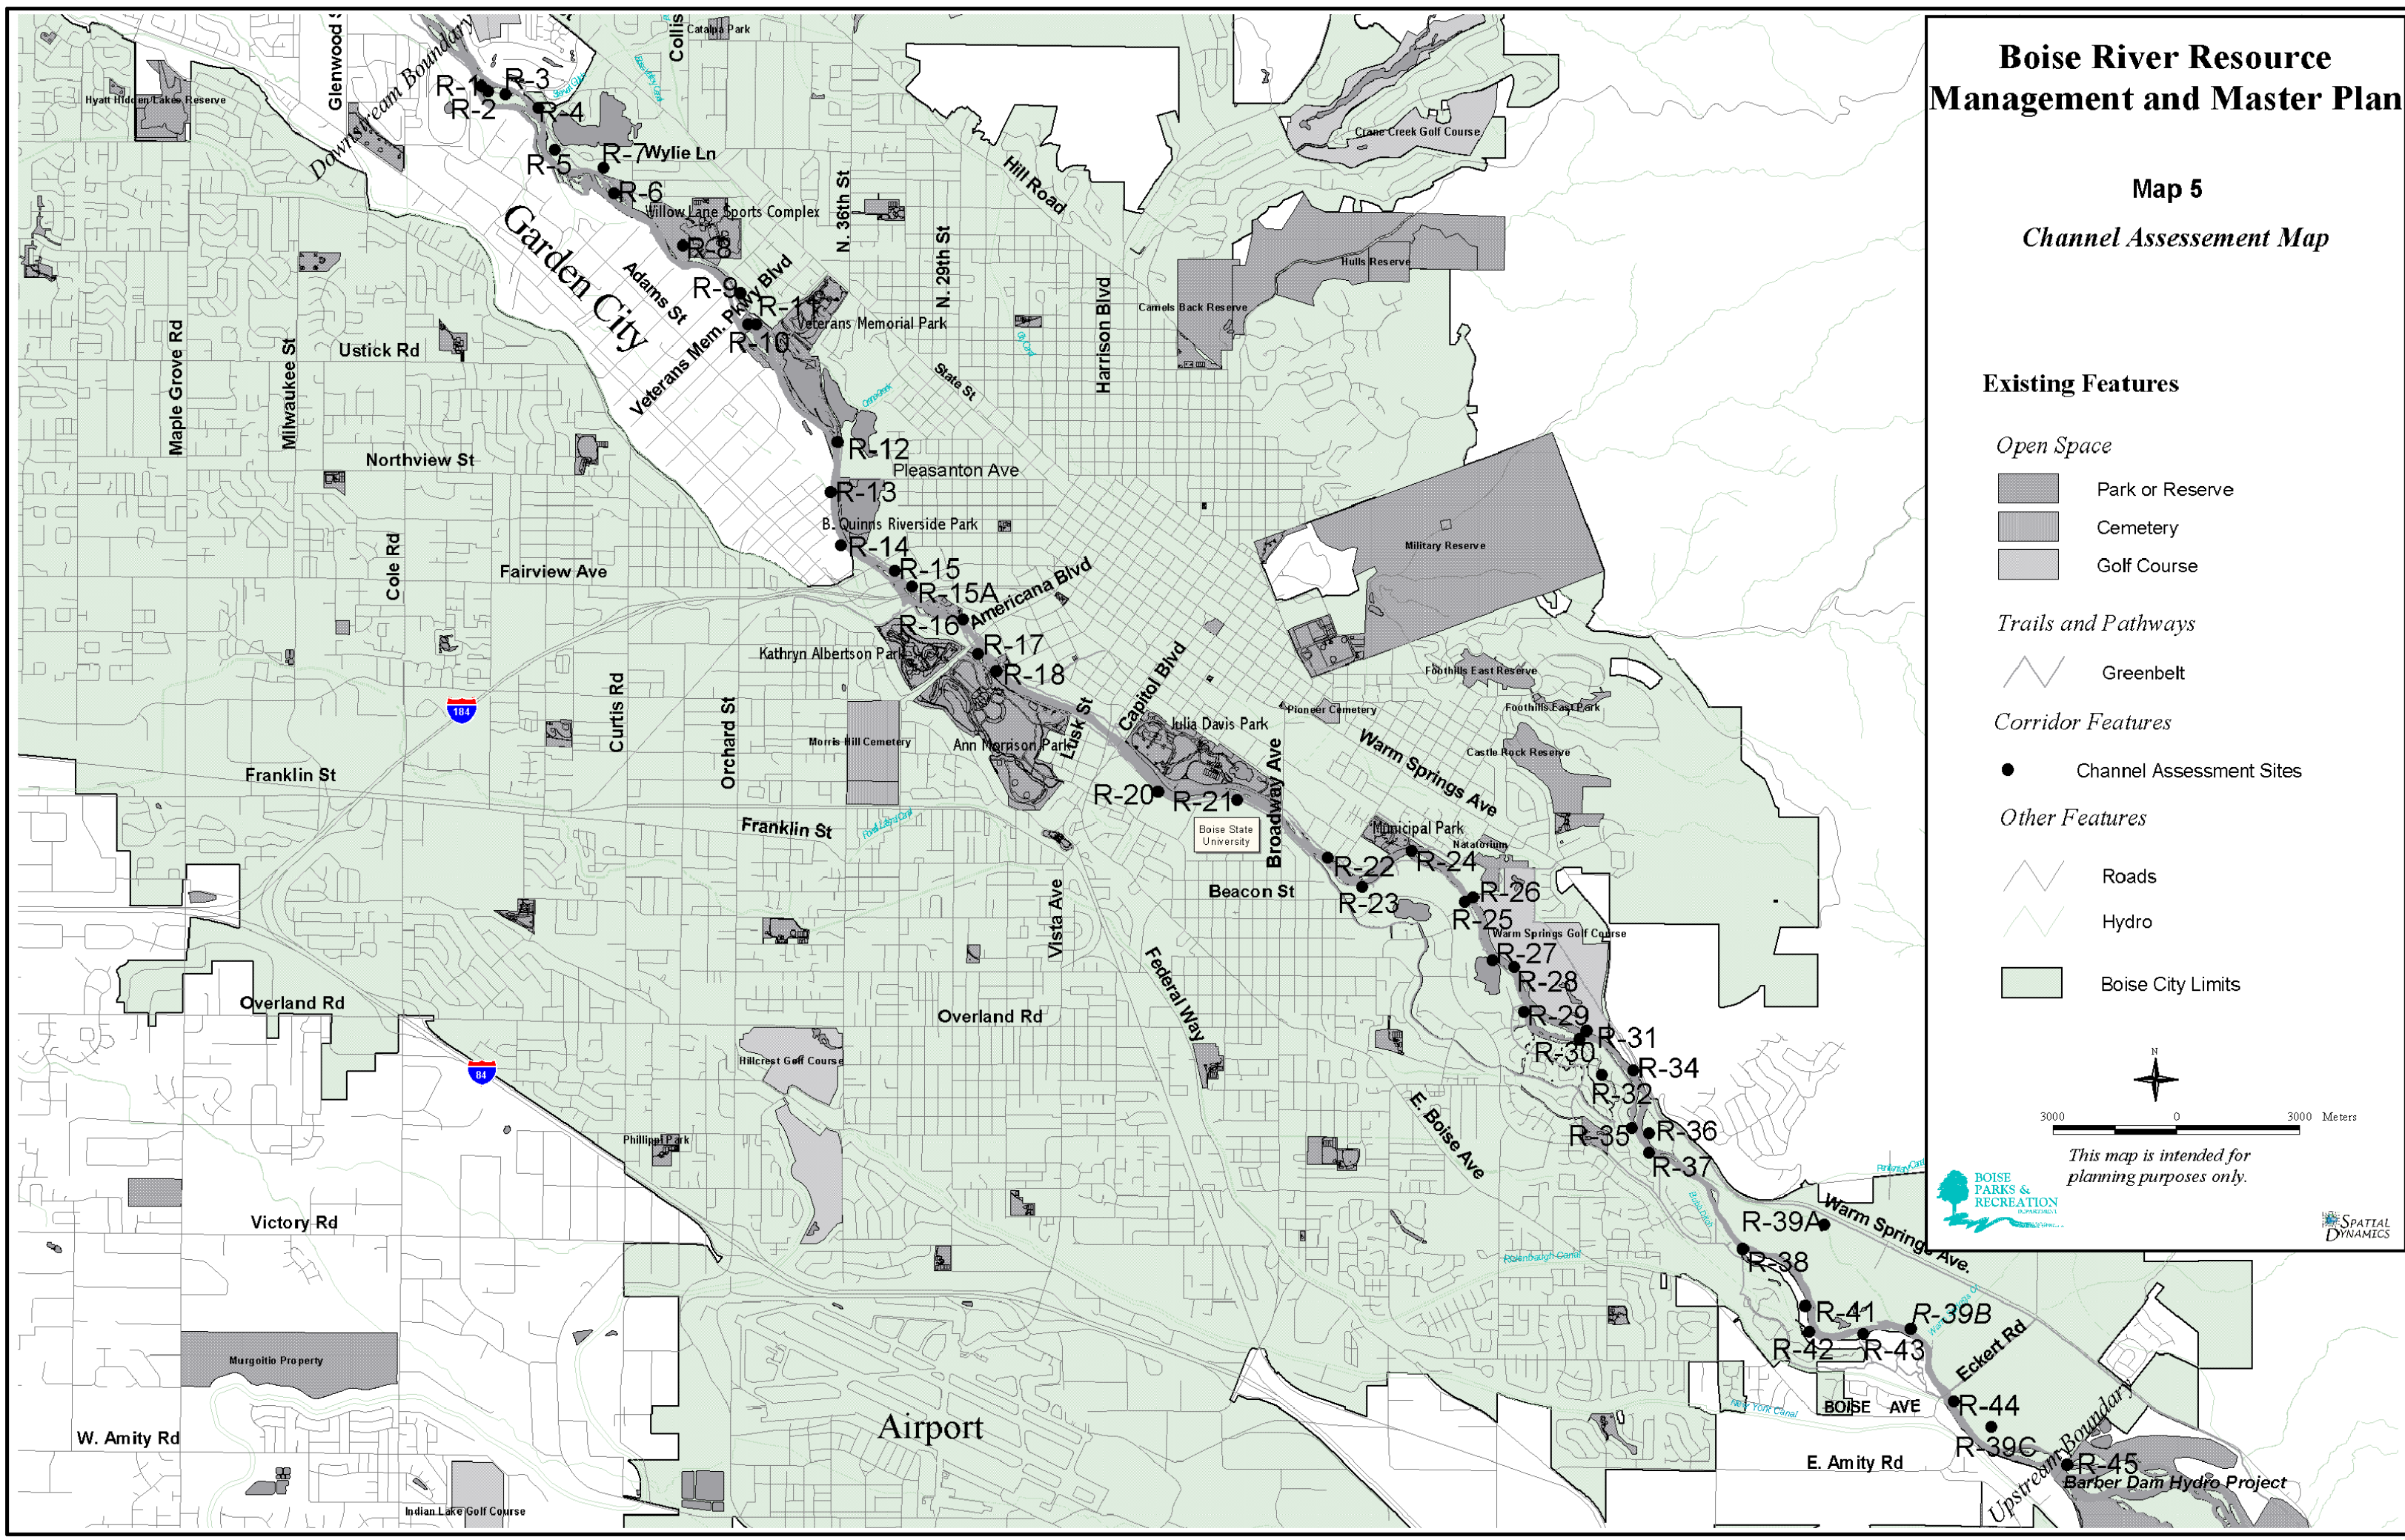 Boise River Resource
Management and Master Plan
Map 5
Channel Assessement Map
Existing Features
Open Space
Park or Reserve
Cemetery
Golf Course
Trails and Pathways
Greenbelt
Corridor Features
Channel Assessment Sites
Other Features
Roads
Hydro
Boise City Limits
N
3000 0 3000 Meters
This map is intended for
planning purposes only.
BOISE
PARKS &
RECREATION
DEPARTMENT
SPATIAL
DYNAMICS
Glenwood S
Downstream Boundary
Collis
Catalpa Park
Hyatt Hidden Lakes Reserve
R-1
R-2
R-3
R-4
R-5
R-7
Wylie Ln
R-6
Willow Lane Sports Complex
R-8
Garden City
Adams St
R-9
R-11
R-10
Veterans Mem. Pkwy Blvd
Veterans Memorial Park
N. 36th St
N. 29th St
Hill Road
Harrison Blvd
State St
Crane Creek Golf Course
Hulls Reserve
Camels Back Reserve
Maple Grove Rd
Milwaukee St
Ustick Rd
Northview St
Cole Rd
Fairview Ave
R-12
Pleasanton Ave
R-13
B. Quinns Riverside Park
R-14
R-15
R-15A
Americana Blvd
R-16
R-17
Kathryn Albertson Park
R-18
Military Reserve
184
Curtis Rd
Orchard St
Morris Hill Cemetery
Ann Morrison Park
Lusk St
Capitol Blvd
Julia Davis Park
Pioneer Cemetery
Foothills East Reserve
Foothills East Park
Castle Rock Reserve
Warm Springs Ave
Franklin St
Franklin St
R-20
R-21
Boise State
University
Broadway Ave
Municipal Park
Natatorium
R-22
R-24
R-23
Beacon St
R-26
R-25
Warm Springs Golf Course
R-27
R-28
Vista Ave
Federal Way
Overland Rd
Overland Rd
R-29
R-31
R-30
R-34
R-32
84
Hillcrest Golf Course
E. Boise Ave
R-35
R-36
R-37
Phillippi Park
Victory Rd
R-39A
Warm Springs Ave.
R-38
R-41
R-39B
R-42
R-43
Eckert Rd
Murgoitio Property
New York Canal
BOISE AVE
R-44
R-39C
Airport
W. Amity Rd
E. Amity Rd
Upstream Boundary
R-45
Barber Dam Hydro Project
Indian Lake Golf Course